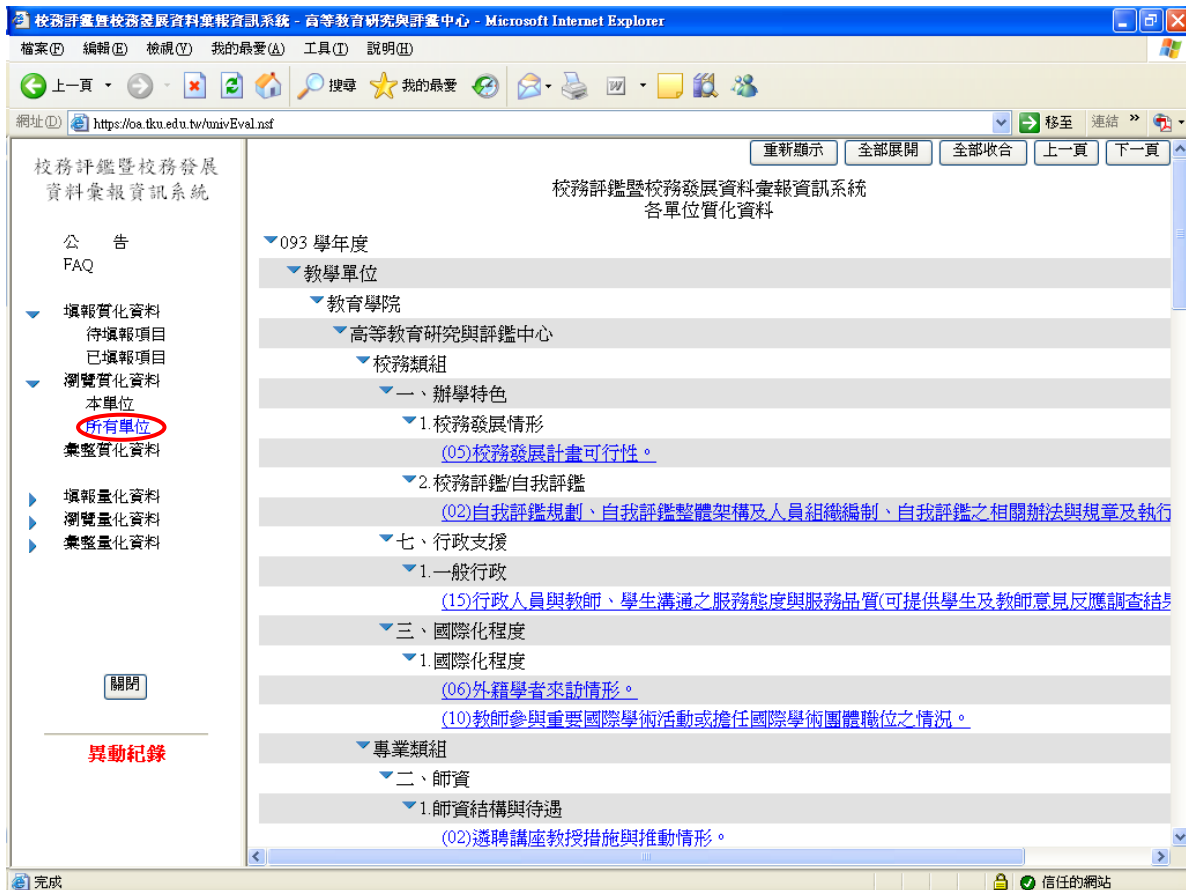 校務評鑑暨校務發展資料彙報資訊系統 - 高等教育研究與評鑑中心 - Microsoft Internet Explorer
檔案(F) 編輯(E) 檢視(V) 我的最愛(A) 工具(T) 說明(H)
上一頁 搜尋 我的最愛
網址(D) https://oa.tku.edu.tw/univEval.nsf 移至 連結 »
校務評鑑暨校務發展
資料彙報資訊系統
公 告
FAQ
填報質化資料
待填報項目
已填報項目
瀏覽質化資料
本單位
所有單位
彙整質化資料
填報量化資料
瀏覽量化資料
彙整量化資料
關閉
異動紀錄
重新顯示 全部展開 全部收合 上一頁 下一頁
校務評鑑暨校務發展資料彙報資訊系統
各單位質化資料
093 學年度
教學單位
教育學院
高等教育研究與評鑑中心
校務類組
一、辦學特色
1.校務發展情形
(05)校務發展計畫可行性。
2.校務評鑑/自我評鑑
(02)自我評鑑規劃、自我評鑑整體架構及人員組織編制、自我評鑑之相關辦法與規章及執行
七、行政支援
1.一般行政
(15)行政人員與教師、學生溝通之服務態度與服務品質(可提供學生及教師意見反應調查結果
三、國際化程度
1.國際化程度
(06)外籍學者來訪情形。
(10)教師參與重要國際學術活動或擔任國際學術團體職位之情況。
專業類組
二、師資
1.師資結構與待遇
(02)遴聘講座教授措施與推動情形。
完成 信任的網站